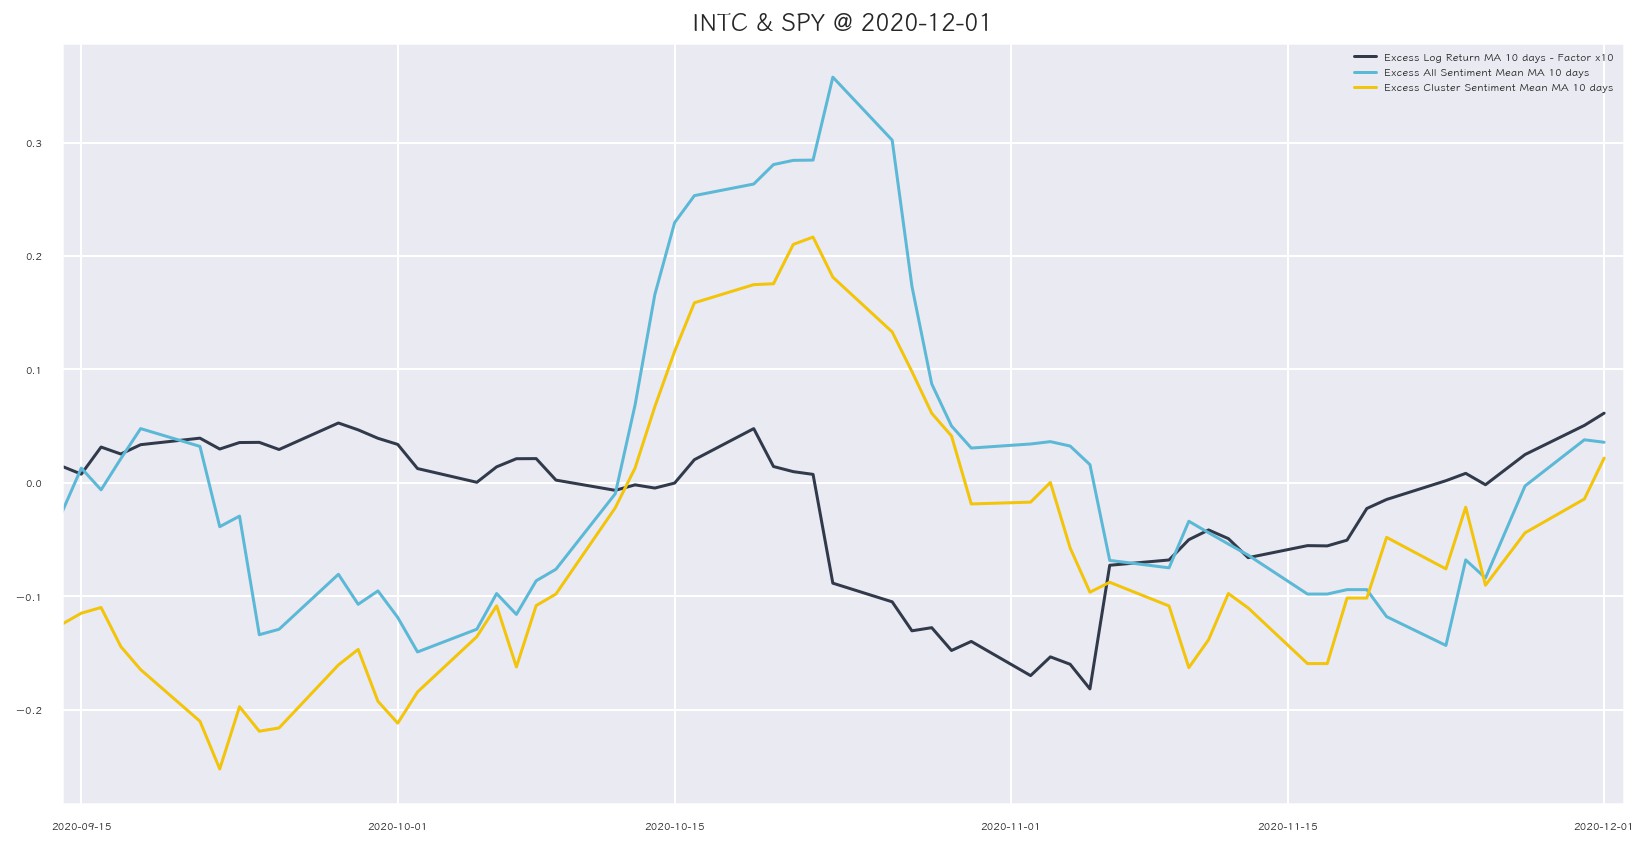 INTC & SPY @ 2020-12-01
Excess Log Return MA 10 days - Factor x10
Excess All Sentiment Mean MA 10 days
Excess Cluster Sentiment Mean MA 10 days
0.3
0.2
0.1
0.0
−0.1
−0.2
2020-09-15 2020-10-01 2020-10-15 2020-11-01 2020-11-15 2020-12-01